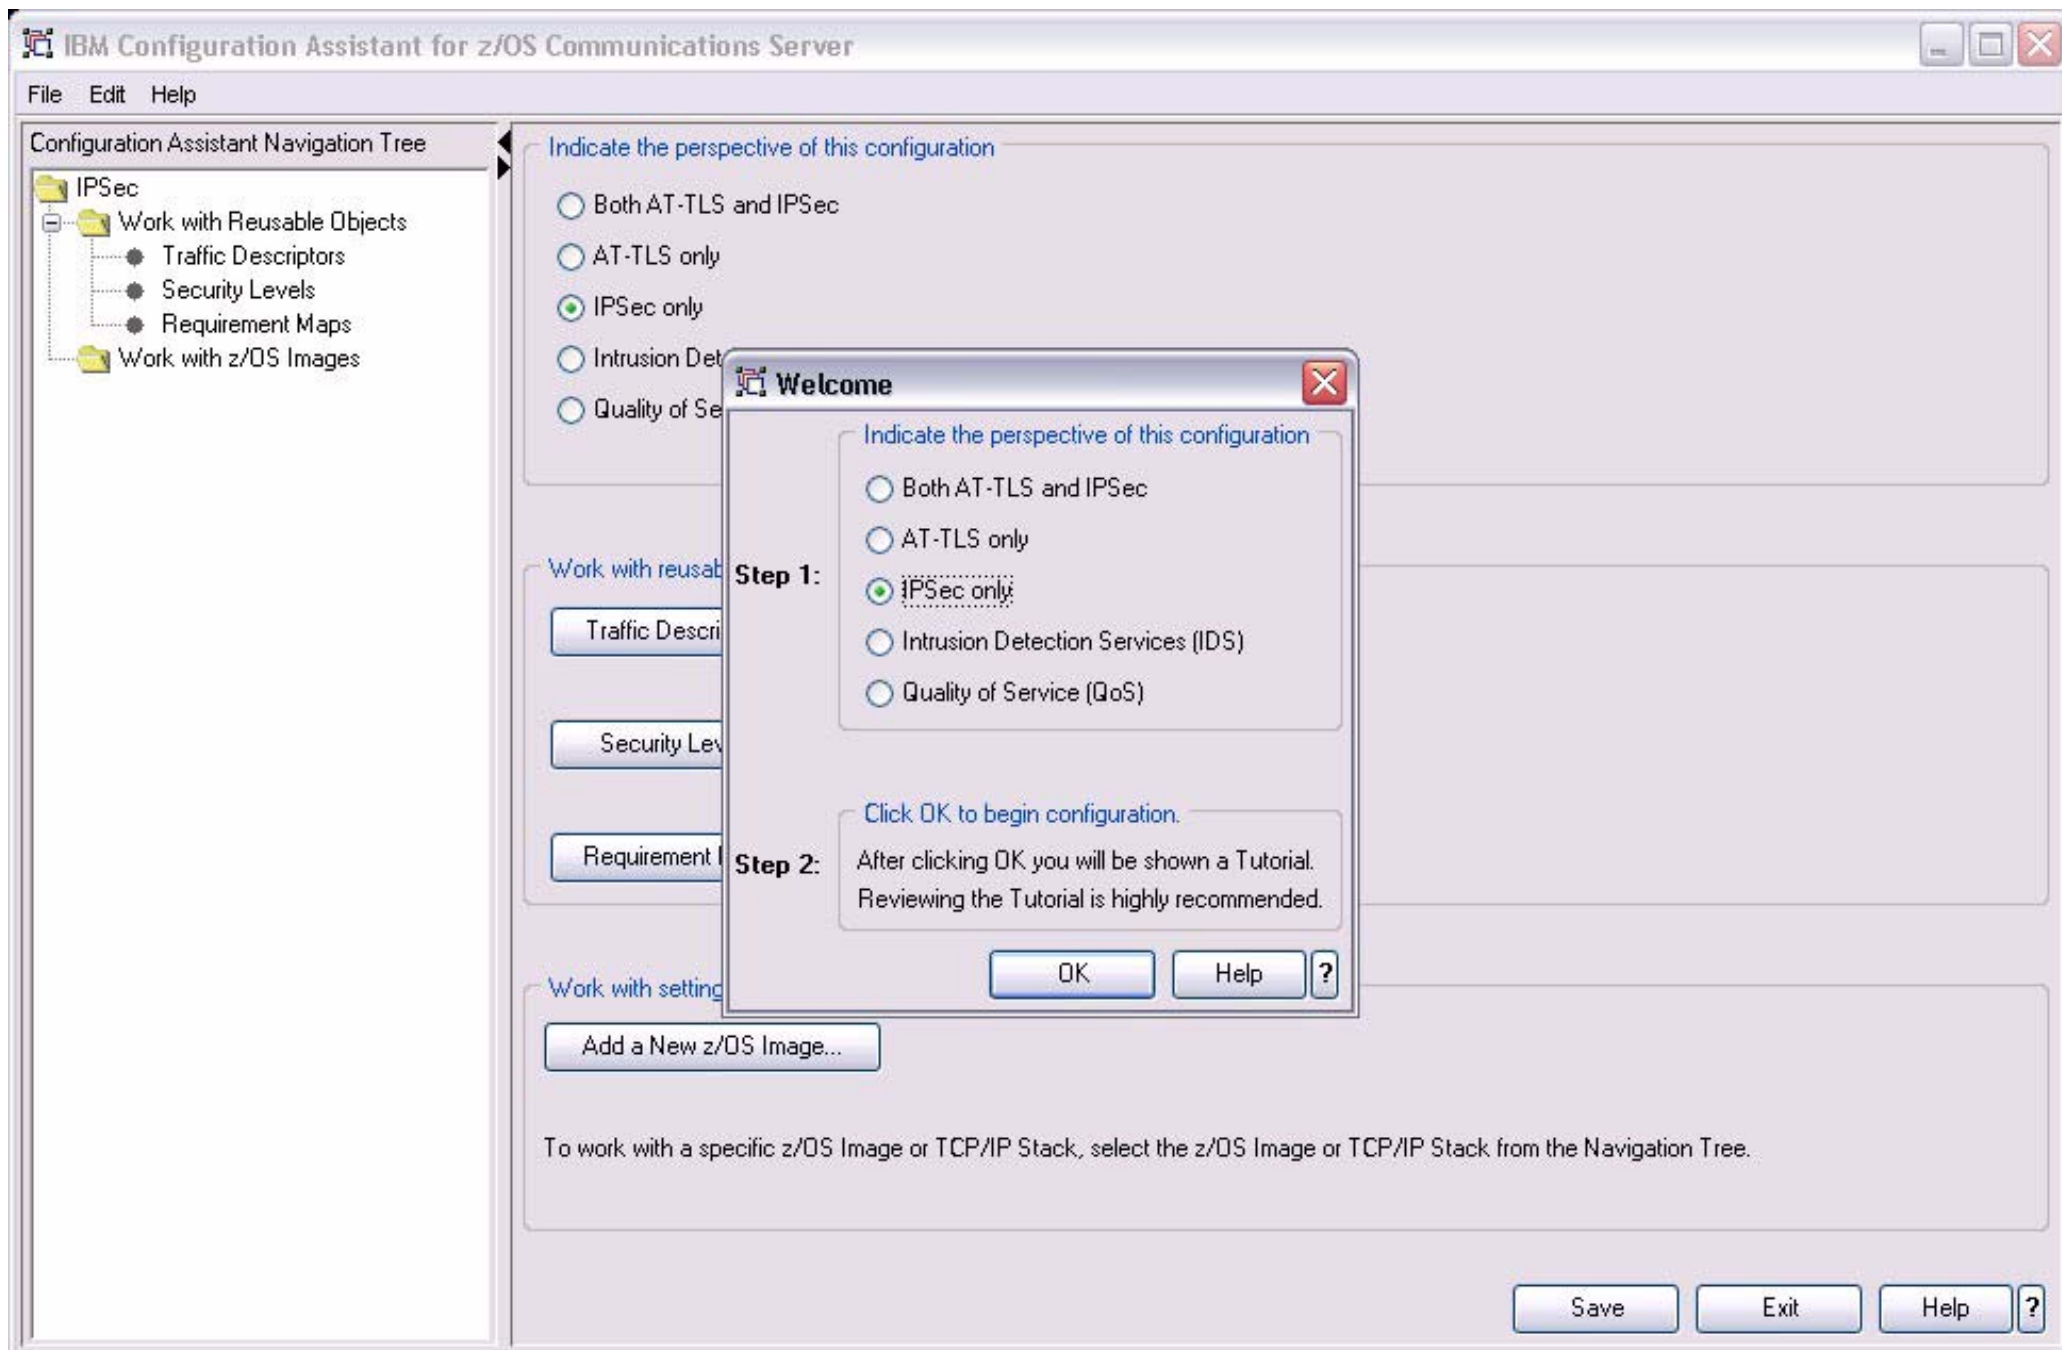 IBM Configuration Assistant for z/OS Communications Server
File Edit Help
Configuration Assistant Navigation Tree
IPSec
Work with Reusable Objects
Traffic Descriptors
Security Levels
Requirement Maps
Work with z/OS Images
Indicate the perspective of this configuration
Both AT-TLS and IPSec
AT-TLS only
IPSec only
Intrusion Det
Quality of Se
Work with reusab
Traffic Descri
Security Lev
Requirement
Work with setting
Add a New z/OS Image...
To work with a specific z/OS Image or TCP/IP Stack, select the z/OS Image or TCP/IP Stack from the Navigation Tree.
Save
Exit
Help
?
Welcome
Step 1:
Indicate the perspective of this configuration
Both AT-TLS and IPSec
AT-TLS only
IPSec only
Intrusion Detection Services (IDS)
Quality of Service (QoS)
Step 2:
Click OK to begin configuration.
After clicking OK you will be shown a Tutorial.
Reviewing the Tutorial is highly recommended.
OK
Help
?